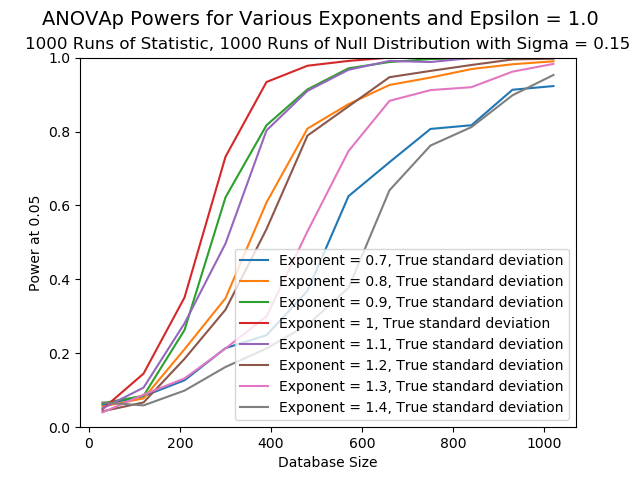 ANOVAp Powers for Various Exponents and Epsilon = 1.0
1000 Runs of Statistic, 1000 Runs of Null Distribution with Sigma = 0.15
1.0
0.8
0.6
0.4
0.2
0.0
Power at 0.05
Exponent = 0.7, True standard deviation
Exponent = 0.8, True standard deviation
Exponent = 0.9, True standard deviation
Exponent = 1, True standard deviation
Exponent = 1.1, True standard deviation
Exponent = 1.2, True standard deviation
Exponent = 1.3, True standard deviation
Exponent = 1.4, True standard deviation
0 200 400 600 800 1000
Database Size